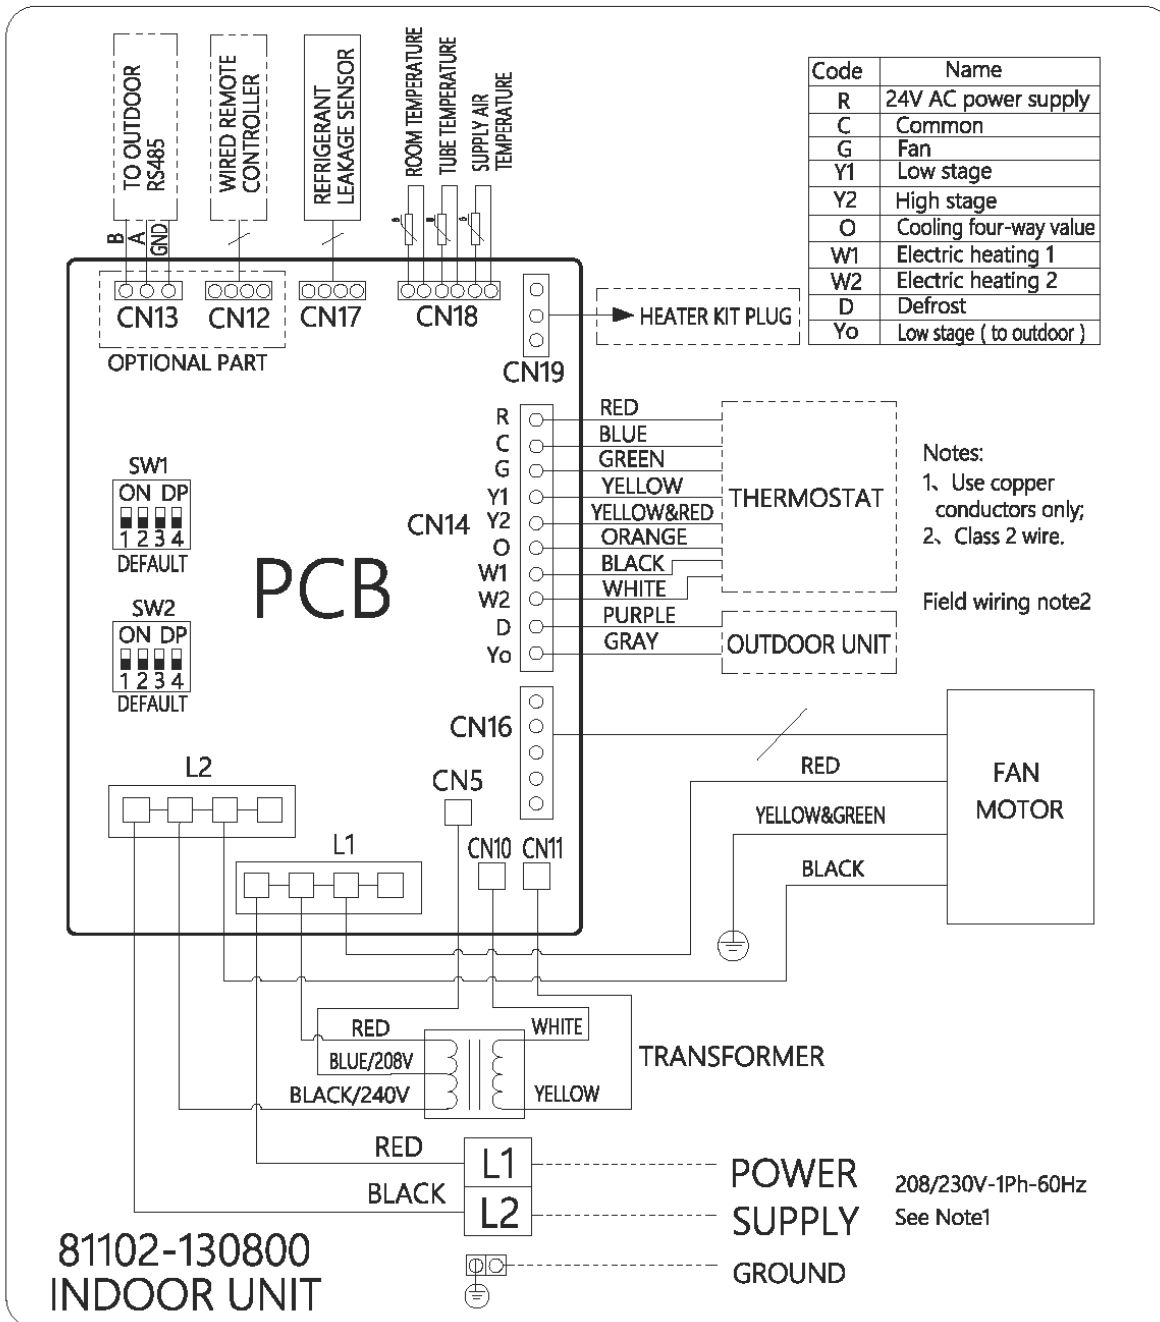 TO OUTDOOR
RS485
WIRED REMOTE
CONTROLLER
REFRIGERANT
LEAKAGE SENSOR
ROOM TEMPERATURE
TUBE TEMPERATURE
SUPPLY AIR
TEMPERATURE
Code Name
R 24V AC power supply
C Common
G Fan
Y1 Low stage
Y2 High stage
O Cooling four-way value
W1 Electric heating 1
W2 Electric heating 2
D Defrost
Yo Low stage ( to outdoor )
B
A
GND
CN13
CN12
CN17
CN18
OPTIONAL PART
HEATER KIT PLUG
CN19
R RED
C BLUE
G GREEN
Y1 YELLOW
Y2 YELLOW&RED
O ORANGE
W1 BLACK
W2 WHITE
D PURPLE
Yo GRAY
CN14
THERMOSTAT
OUTDOOR UNIT
Notes:
1、Use copper
conductors only;
2、Class 2 wire.
Field wiring note2
SW1
ON DP
1 2 3 4
DEFAULT
PCB
SW2
ON DP
1 2 3 4
DEFAULT
CN16
L2
CN5
L1
CN10
CN11
RED
YELLOW&GREEN
BLACK
FAN
MOTOR
RED
BLUE/208V
BLACK/240V
WHITE
YELLOW
TRANSFORMER
RED
BLACK
L1
L2
POWER
SUPPLY
208/230V-1Ph-60Hz
See Note1
GROUND
81102-130800
INDOOR UNIT